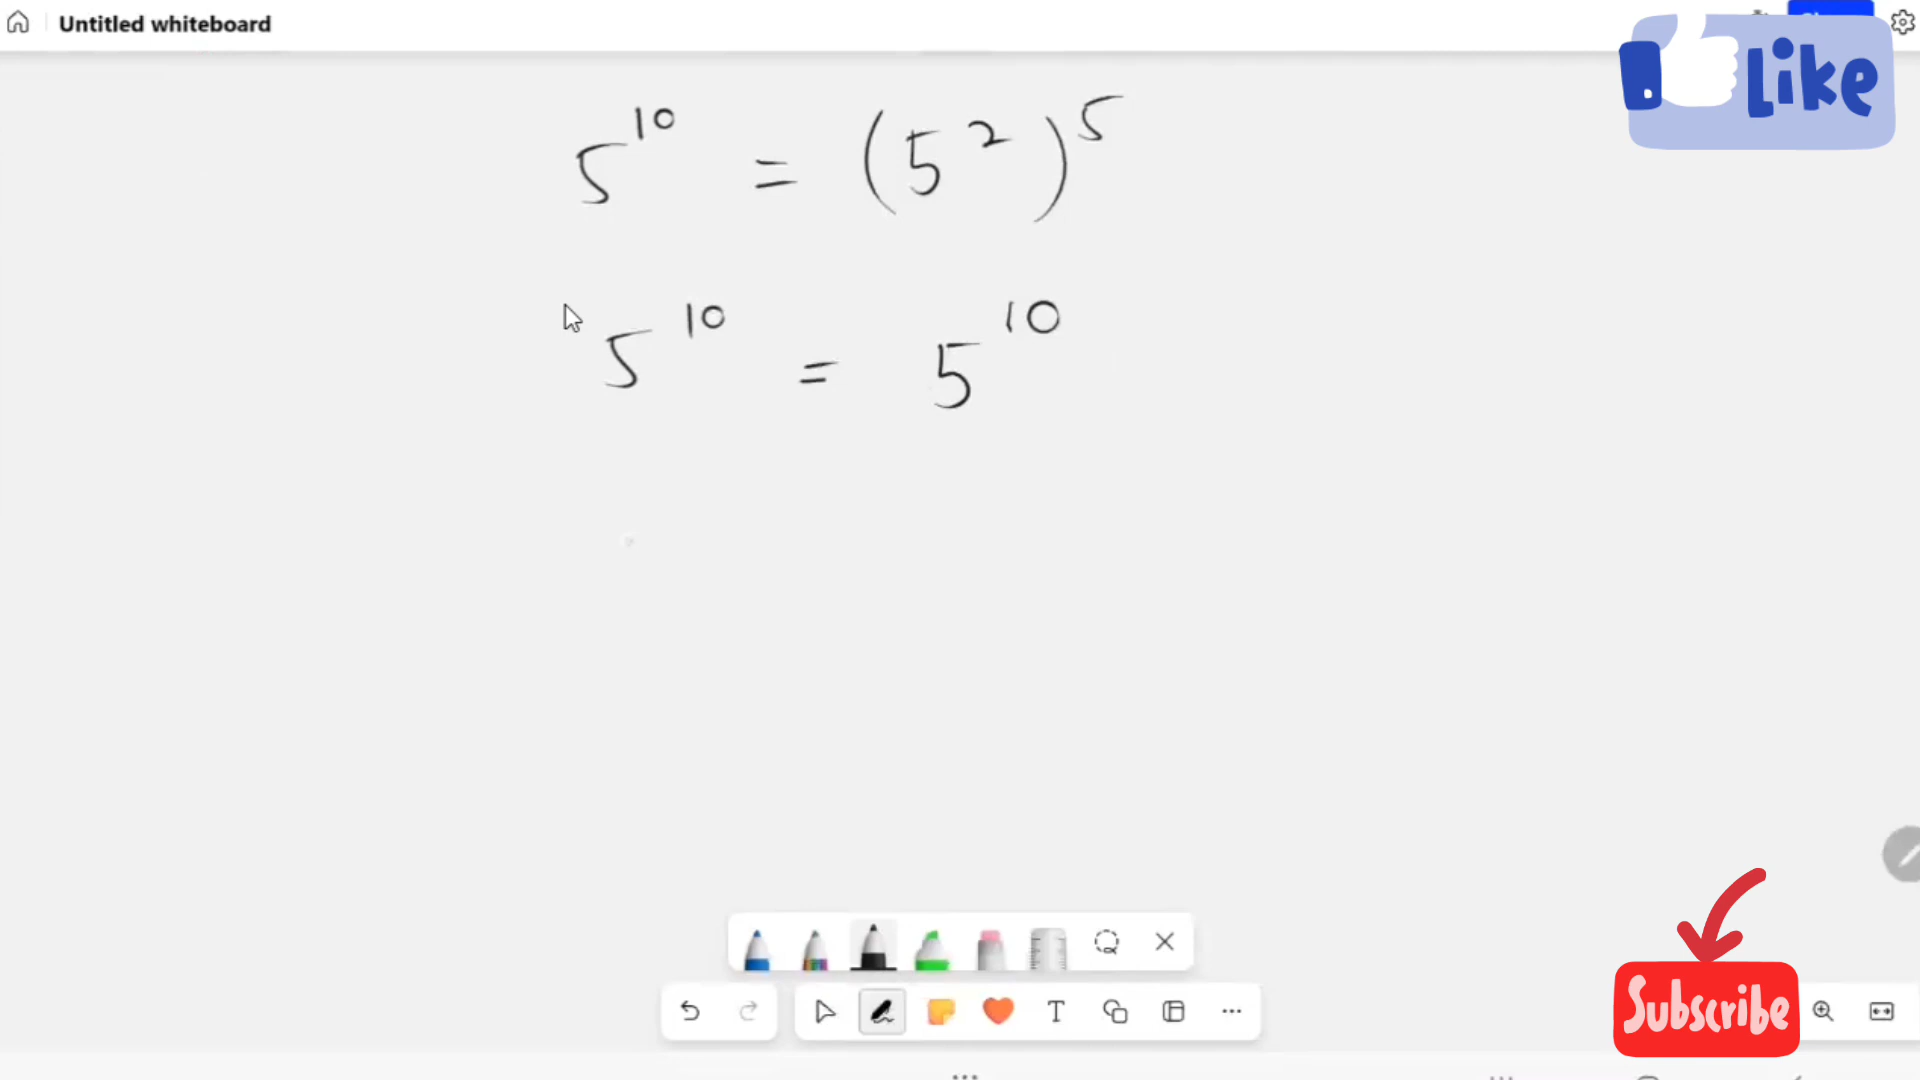 Untitled whiteboard
Like
5^10 = (5^2)^5
5^10 = 5^10
T
Subscribe